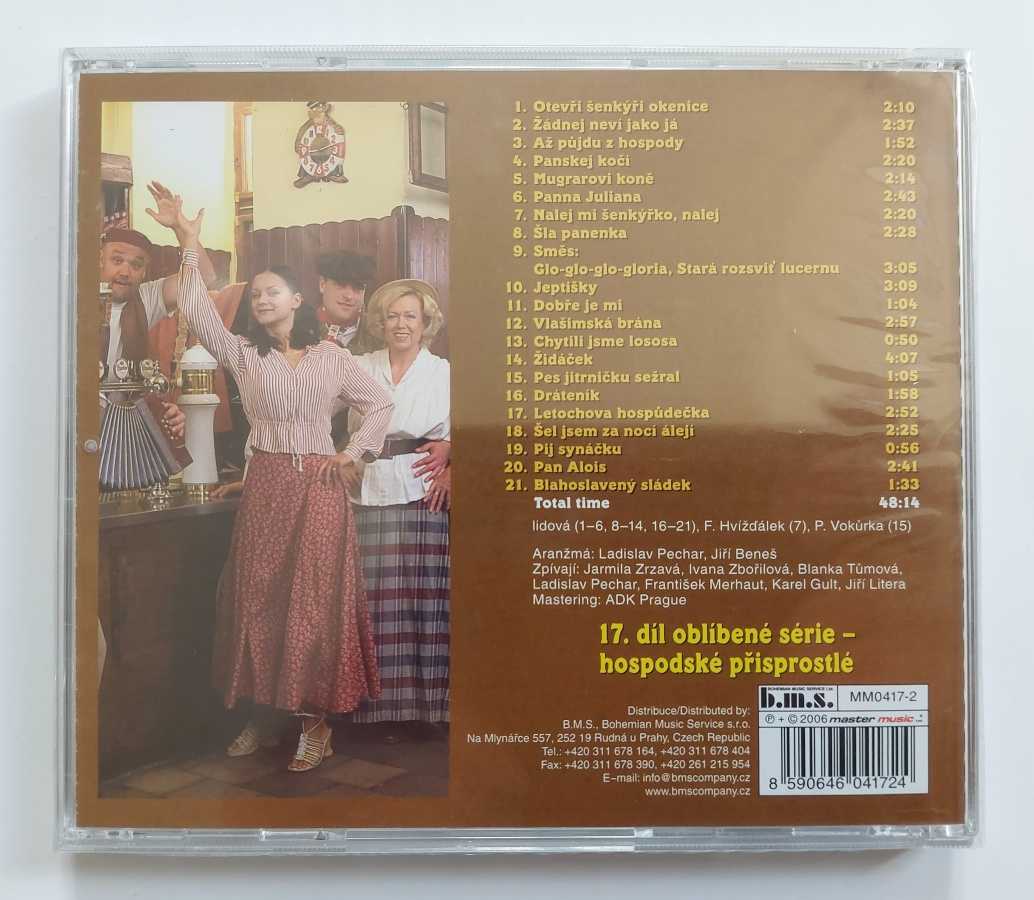 1. Otevři šenkýři okenice 2:10
2. Žádnej neví jako já 2:37
3. Až půjdu z hospody 1:52
4. Panskej kočí 2:20
5. Mugrarovi koně 2:14
6. Panna Juliana 2:43
7. Nalej mi šenkýřko, nalej 2:20
8. Šla panenka 2:28
9. Směs:
Glo-glo-glo-gloria, Stará rozsviť lucernu 3:05
10. Jeptišky 3:09
11. Dobře je mi 1:04
12. Vlašimská brána 2:57
13. Chytili jsme lososa 0:50
14. Židáček 4:07
15. Pes jitrničku sežral 1:05
16. Dráteník 1:58
17. Letochova hospůdečka 2:52
18. Šel jsem za nocí álejí 2:25
19. Pij synáčku 0:56
20. Pan Alois 2:41
21. Blahoslavený sládek 1:33
Total time 48:14
lidová (1–6, 8–14, 16–21), F. Hvížďálek (7), P. Vokůrka (15)
Aranžmá: Ladislav Pechar, Jiří Beneš
Zpívají: Jarmila Zrzavá, Ivana Zbořilová, Blanka Tůmová,
Ladislav Pechar, František Merhaut, Karel Gult, Jiří Litera
Mastering: ADK Prague
17. díl oblíbené série –
hospodské přisprostlé
Distribuce/Distributed by:
B.M.S., Bohemian Music Service s.r.o.
Na Mlynářce 557, 252 19 Rudná u Prahy, Czech Republic
Tel.: +420 311 678 164, +420 311 678 404
Fax: +420 311 678 390, +420 261 215 954
E–mail: info@bmscompany.cz
www.bmscompany.cz
BOHEMIAN MUSIC SERVICE Ltd.
b.m.s.
MM0417-2
℗ + © 2006 master music
8 590646 041724